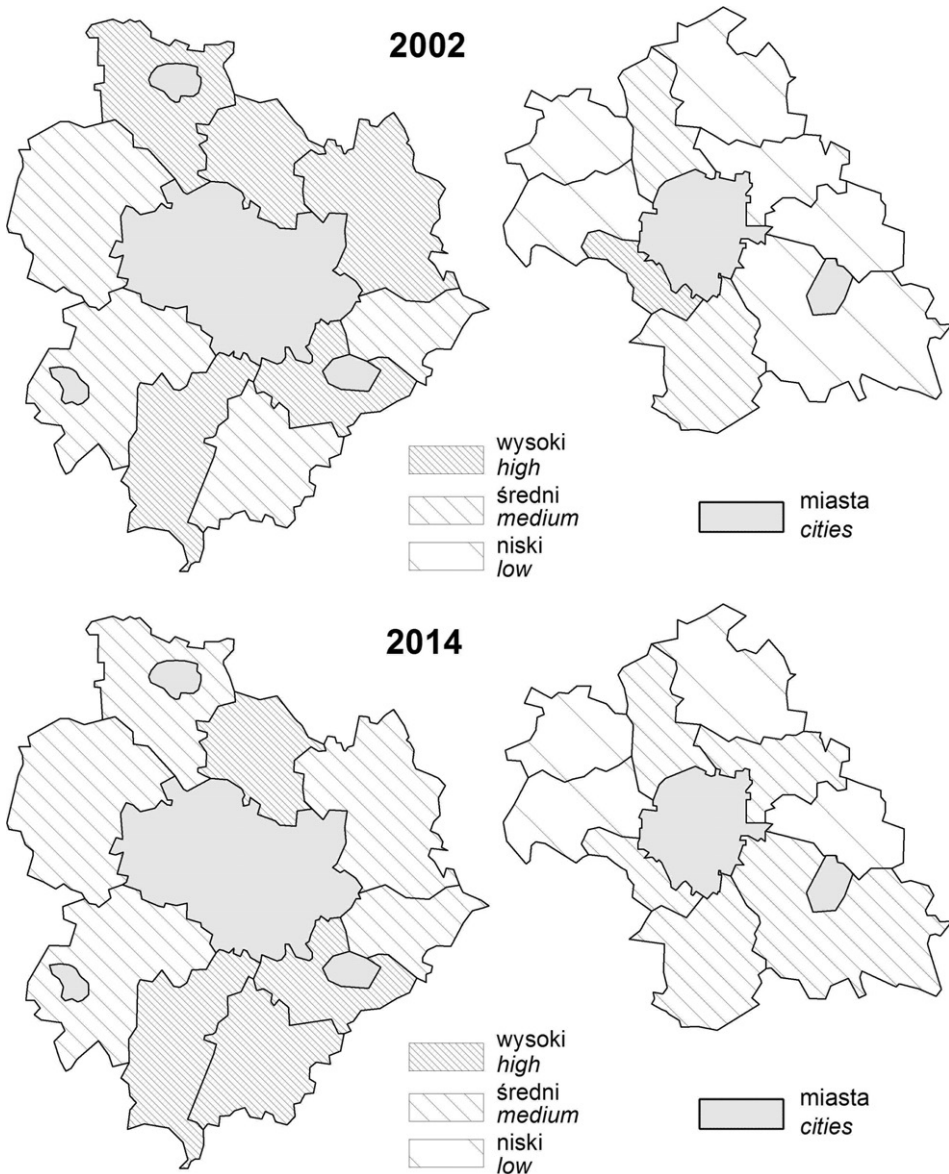 2002
wysoki
high
średni
medium
niski
low
miasta
cities
2014
wysoki
high
średni
medium
niski
low
miasta
cities